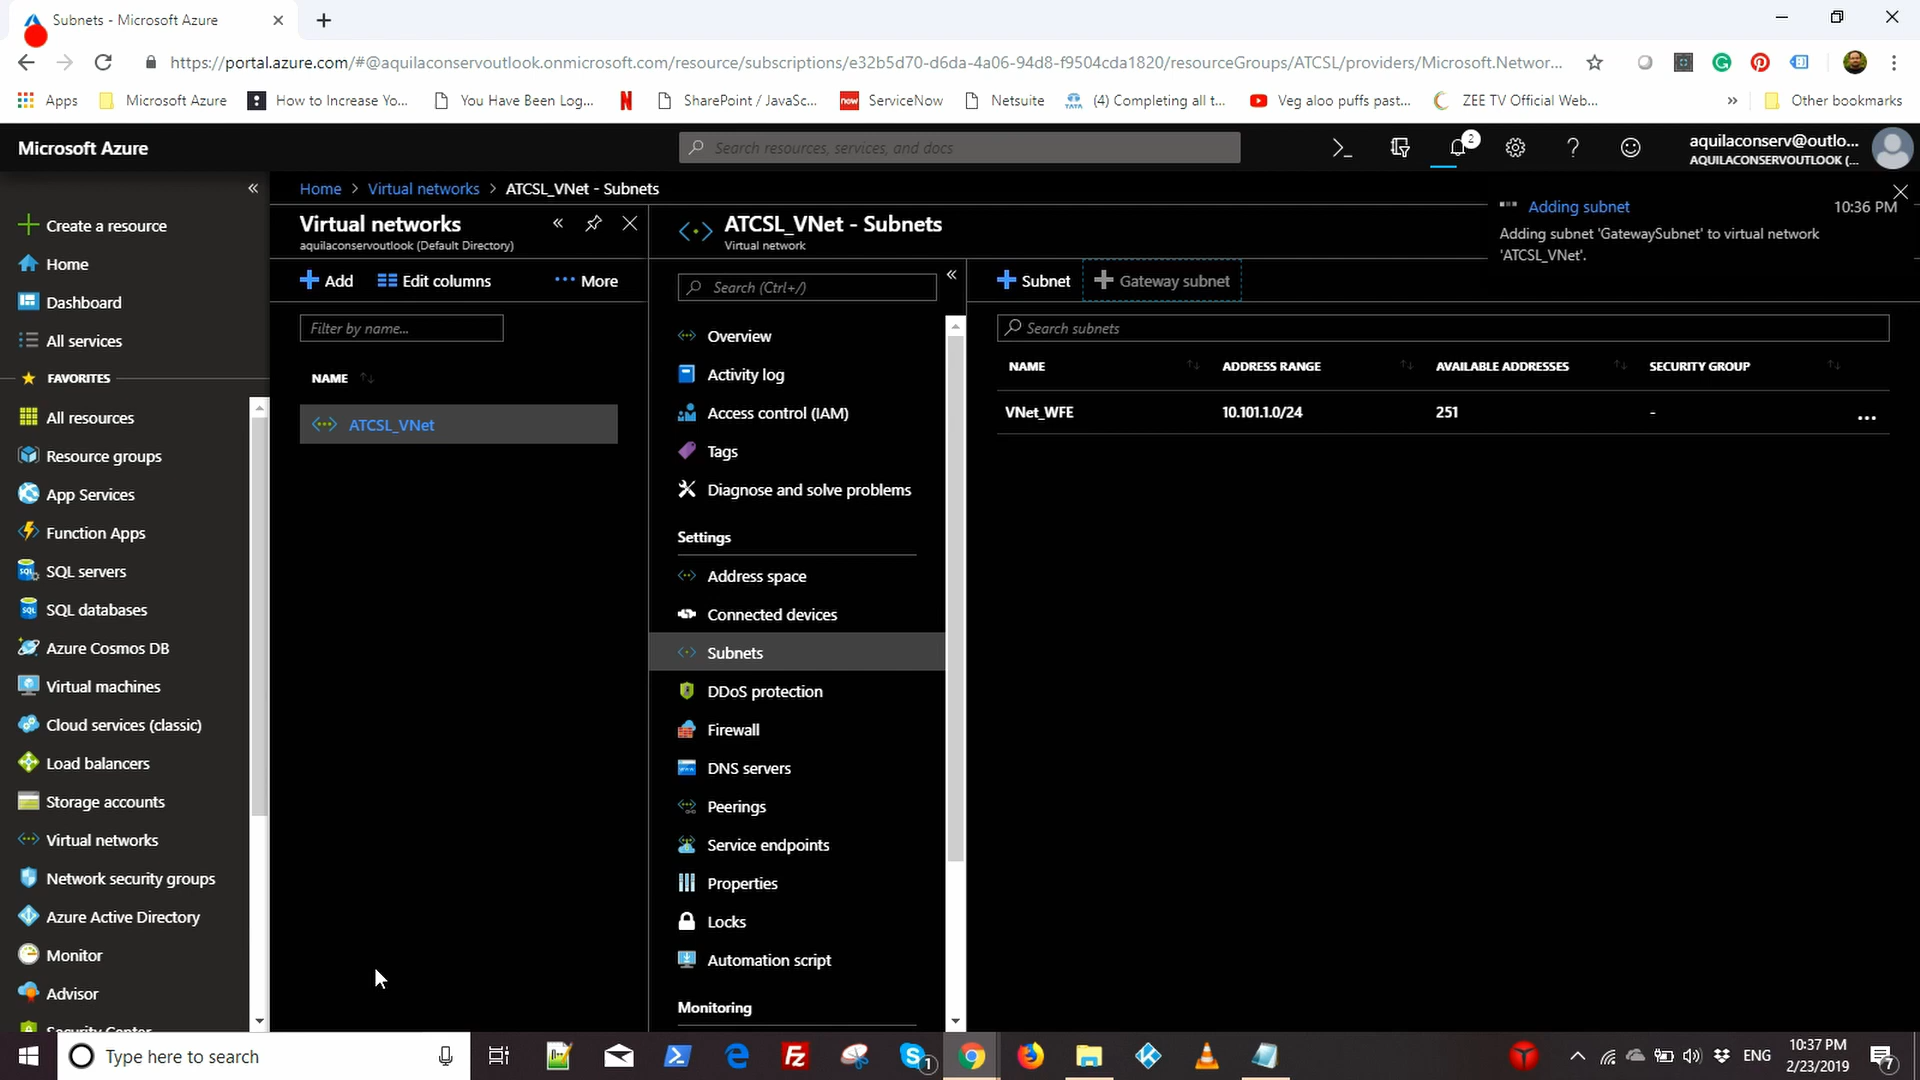 Subnets - Microsoft Azure
https://portal.azure.com/#@aquilaconservoutlook.onmicrosoft.com/resource/subscriptions/e32b5d70-d6da-4a06-94d8-f9504cda1820/resourceGroups/ATCSL/providers/Microsoft.Networ...
Apps
Microsoft Azure
How to Increase Yo...
You Have Been Log...
SharePoint / JavaSc...
now
ServiceNow
Netsuite
TATA
(4) Completing all t...
Veg aloo puffs past...
ZEE TV Official Web...
Other bookmarks
Microsoft Azure
Search resources, services, and docs
2
aquilaconserv@outlo...
AQUILACONSERVOUTLOOK (...
Create a resource
Home
Dashboard
All services
FAVORITES
All resources
Resource groups
App Services
Function Apps
SQL servers
SQL databases
Azure Cosmos DB
Virtual machines
Cloud services (classic)
Load balancers
Storage accounts
Virtual networks
Network security groups
Azure Active Directory
Monitor
Advisor
Security Center
Home > Virtual networks > ATCSL_VNet - Subnets
Virtual networks
aquilaconservoutlook (Default Directory)
Add
Edit columns
More
Filter by name...
NAME
ATCSL_VNet
ATCSL_VNet - Subnets
Virtual network
Search (Ctrl+/)
Overview
Activity log
Access control (IAM)
Tags
Diagnose and solve problems
Settings
Address space
Connected devices
Subnets
DDoS protection
Firewall
DNS servers
Peerings
Service endpoints
Properties
Locks
Automation script
Monitoring
Subnet
Gateway subnet
Search subnets
NAME ADDRESS RANGE AVAILABLE ADDRESSES SECURITY GROUP
VNet_WFE 10.101.1.0/24 251 - ...
Adding subnet 10:36 PM
Adding subnet 'GatewaySubnet' to virtual network
'ATCSL_VNet'.
Type here to search
1
ENG
10:37 PM
2/23/2019
7